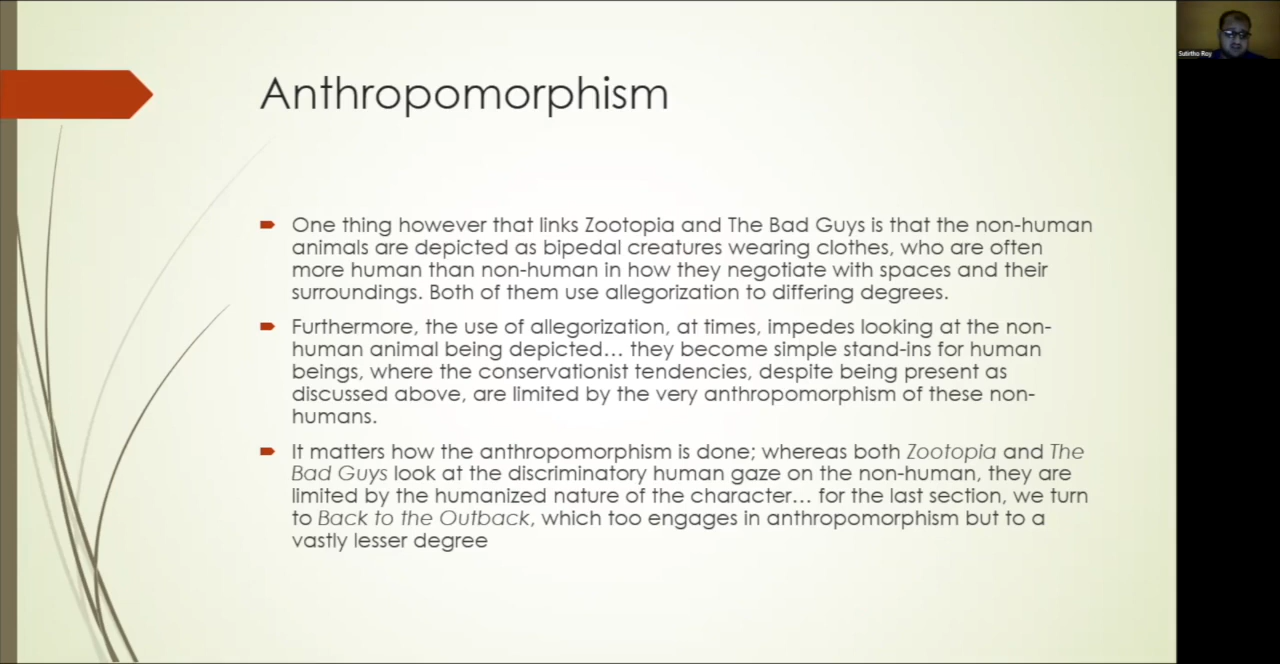 Anthropomorphism
Sutirtho Roy
One thing however that links Zootopia and The Bad Guys is that the non-human
animals are depicted as bipedal creatures wearing clothes, who are often
more human than non-human in how they negotiate with spaces and their
surroundings. Both of them use allegorization to differing degrees.
Furthermore, the use of allegorization, at times, impedes looking at the non-
human animal being depicted... they become simple stand-ins for human
beings, where the conservationist tendencies, despite being present as
discussed above, are limited by the very anthropomorphism of these non-
humans.
It matters how the anthropomorphism is done; whereas both Zootopia and The
Bad Guys look at the discriminatory human gaze on the non-human, they are
limited by the humanized nature of the character... for the last section, we turn
to Back to the Outback, which too engages in anthropomorphism but to a
vastly lesser degree